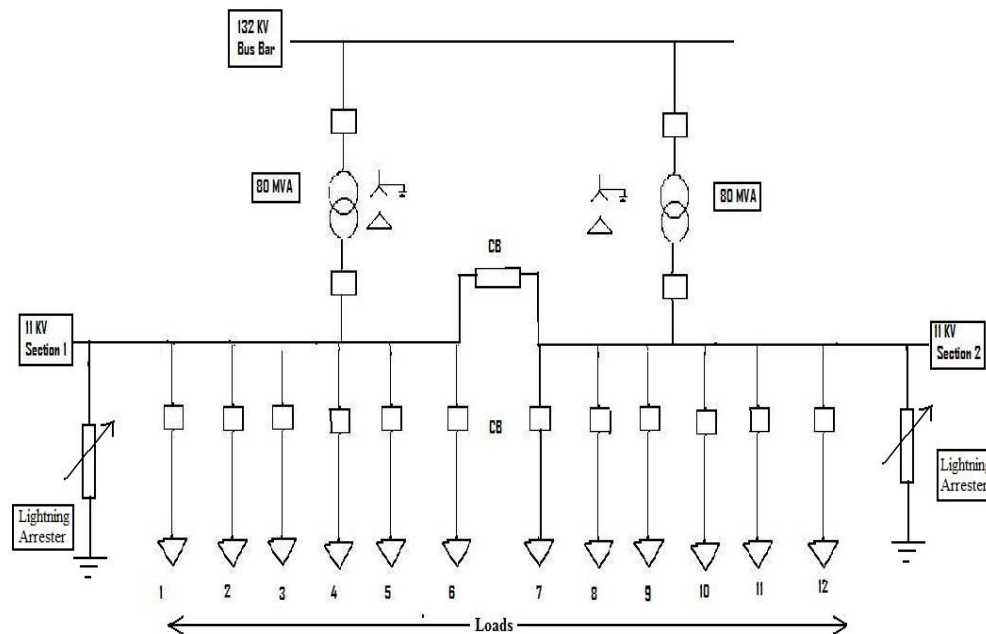 132 KV
Bus Bar
80 MVA
80 MVA
CB
11 KV
Section 1
11 KV
Section 2
CB
Lightning
Arrester
Lightning
Arrester
1 2 3 4 5 6 7 8 9 10 11 12
Loads